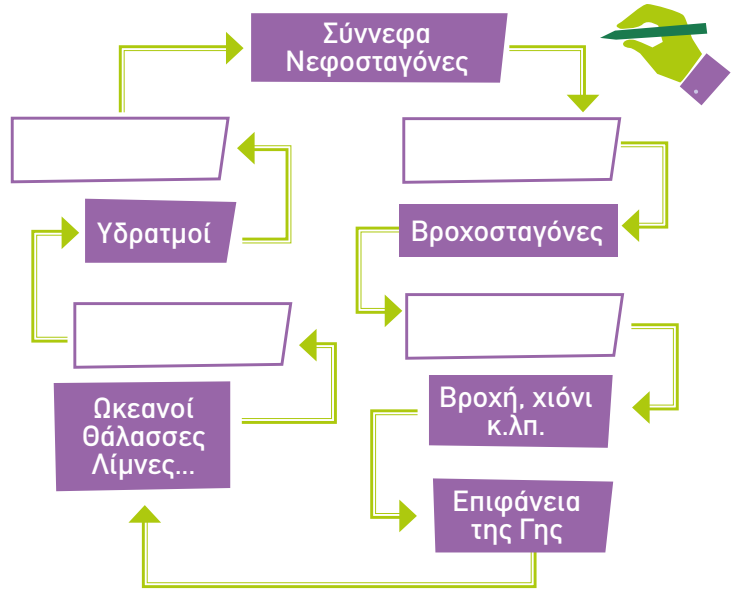 Σύννεφα
Νεφοσταγόνες
Υδρατμοί
Βροχοσταγόνες
Ωκεανοί
Θάλασσες
Λίμνες...
Βροχή, χιόνι
κ.λπ.
Επιφάνεια
της Γης